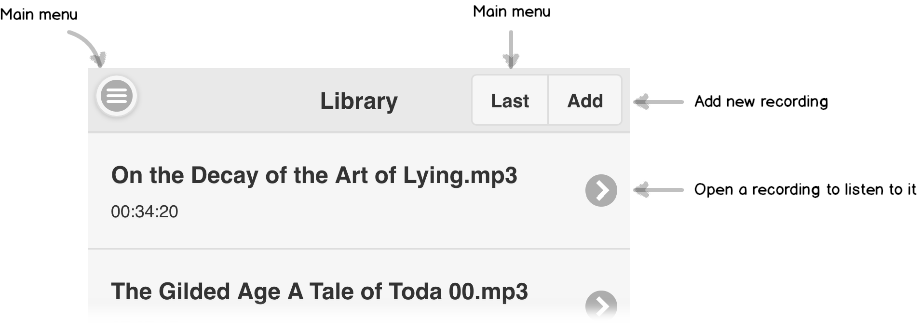 Main menu
Main menu
Library
Last
Add
Add new recording
On the Decay of the Art of Lying.mp3
00:34:20
Open a recording to listen to it
The Gilded Age A Tale of Toda 00.mp3